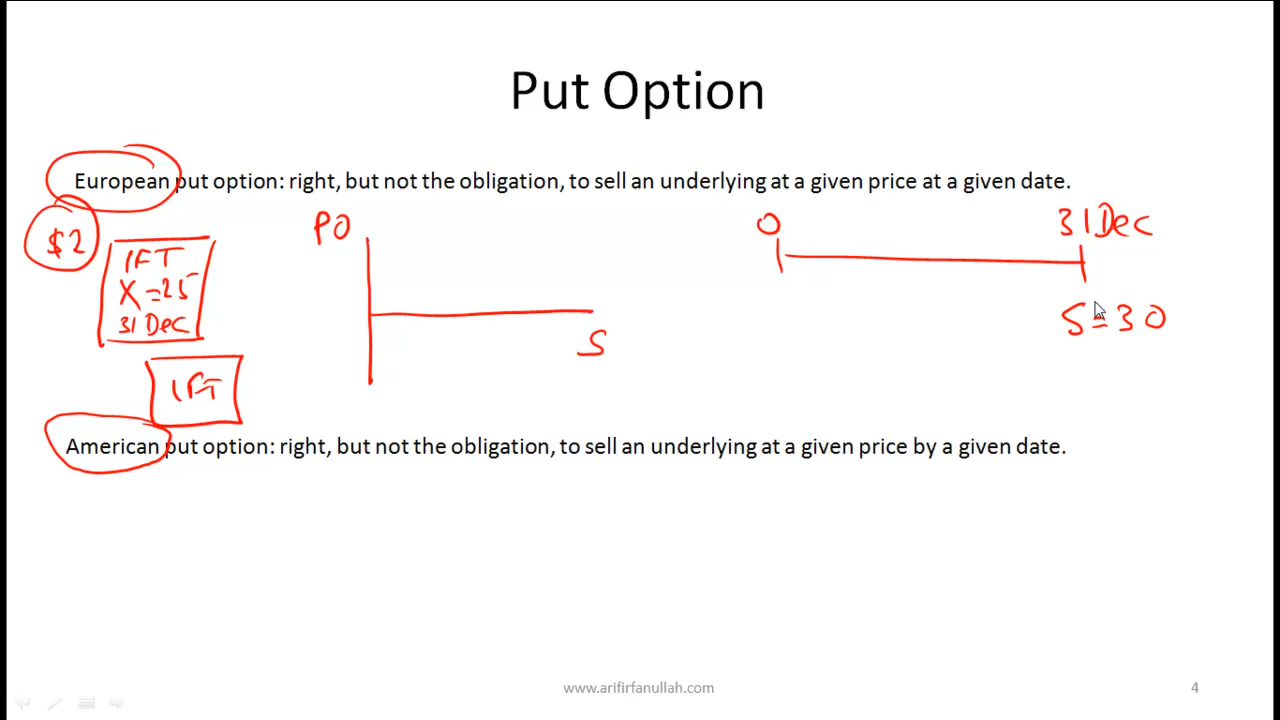 Put Option
European put option: right, but not the obligation, to sell an underlying at a given price at a given date.
$2
IFT
X=25
31 Dec
PO
S
0
31 Dec
S=30
IFT
American put option: right, but not the obligation, to sell an underlying at a given price by a given date.
www.arifirfanullah.com
4